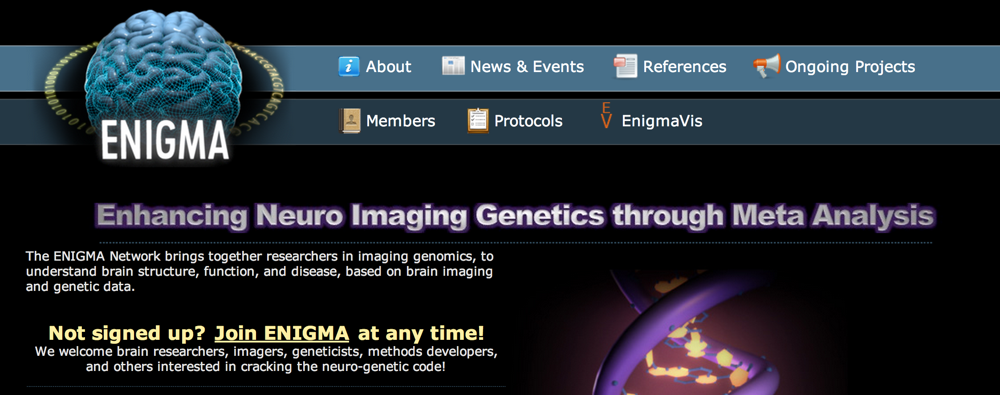 ENIGMA
About
News & Events
References
Ongoing Projects
Members
Protocols
EV
EnigmaVis
Enhancing Neuro Imaging Genetics through Meta Analysis
The ENIGMA Network brings together researchers in imaging genomics, to
understand brain structure, function, and disease, based on brain imaging
and genetic data.
Not signed up? Join ENIGMA at any time!
We welcome brain researchers, imagers, geneticists, methods developers,
and others interested in cracking the neuro-genetic code!